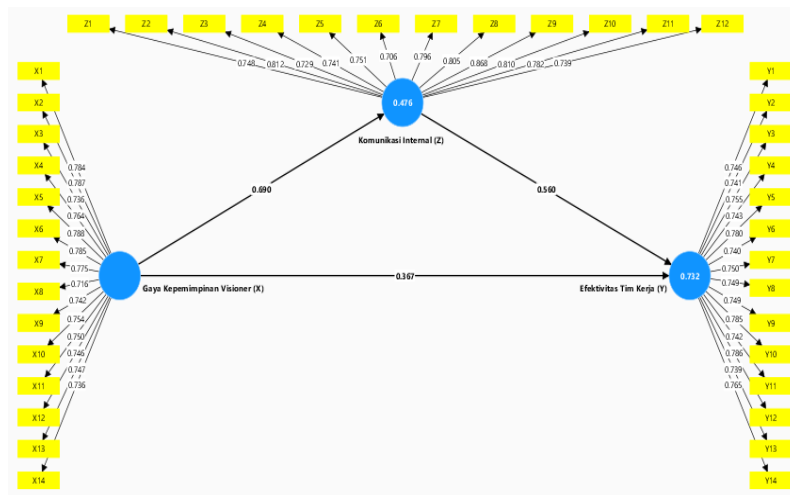 Z1 Z2 Z3 Z4 Z5 Z6 Z7 Z8 Z9 Z10 Z11 Z12
0.748 0.812 0.729 0.741 0.751 0.706 0.796 0.805 0.868 0.810 0.782 0.739
0.476
Komunikasi Internal (Z)
X1
X2
X3
X4
X5
X6
X7
X8
X9
X10
X11
X12
X13
X14
0.784
0.787
0.736
0.764
0.788
0.785
0.775
0.716
0.742
0.754
0.750
0.746
0.747
0.736
Gaya Kepemimpinan Visioner (X)
0.690
0.560
0.367
0.732
Efektivitas Tim Kerja (Y)
0.746
0.741
0.755
0.743
0.780
0.740
0.750
0.749
0.749
0.785
0.742
0.786
0.739
0.765
Y1
Y2
Y3
Y4
Y5
Y6
Y7
Y8
Y9
Y10
Y11
Y12
Y13
Y14